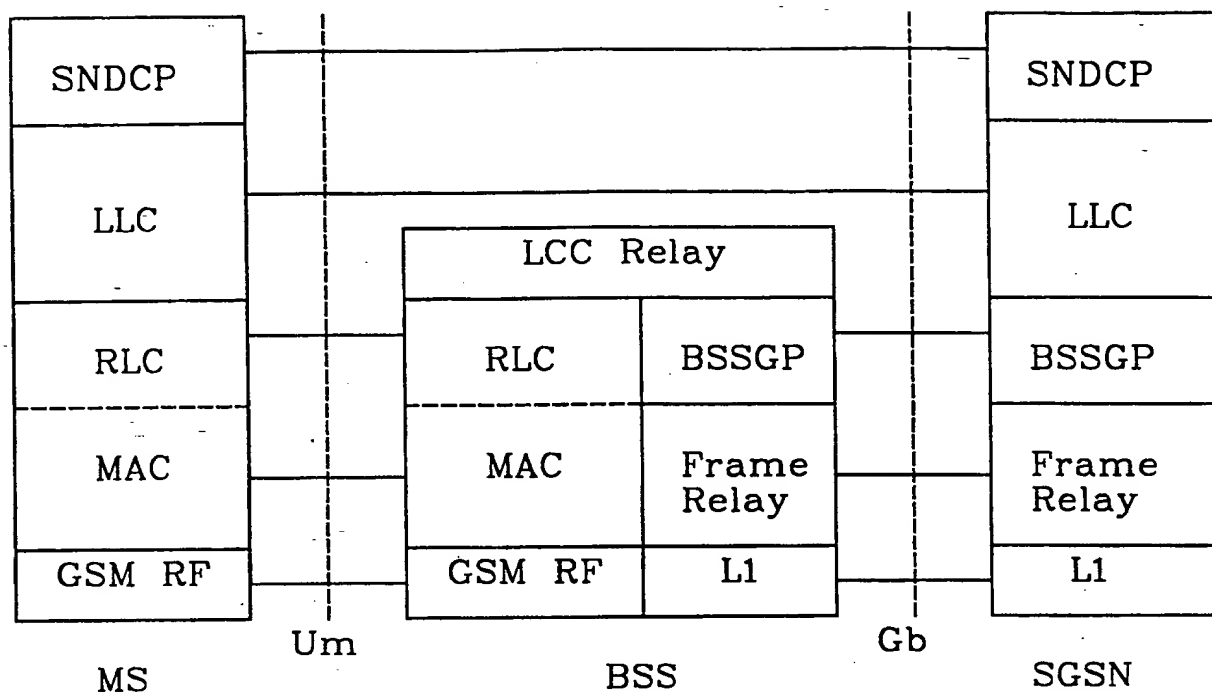 SNDCP
LLC
RLC
MAC
GSM RF
MS
Um
LCC Relay
RLC
BSSGP
MAC
Frame
Relay
GSM RF
L1
BSS
Gb
SNDCP
LLC
BSSGP
Frame
Relay
L1
SGSN